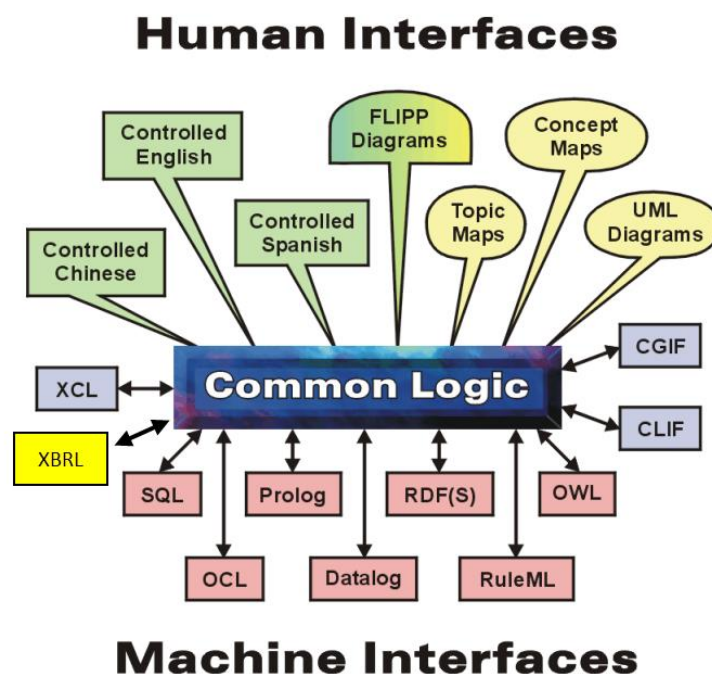 Human Interfaces
Controlled
English
FLIPP
Diagrams
Concept
Maps
Controlled
Chinese
Controlled
Spanish
Topic
Maps
UML
Diagrams
XCL
Common Logic
CGIF
XBRL
CLIF
SQL
Prolog
RDF(S)
OWL
OCL
Datalog
RuleML
Machine Interfaces